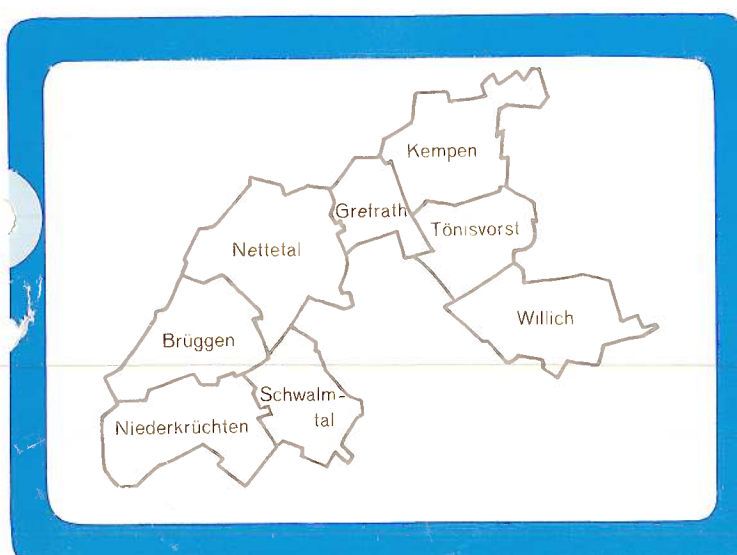 Kempen
Grefrath
Tönisvorst
Nettetal
Willich
Brüggen
Schwalm-
tal
Niederkrüchten